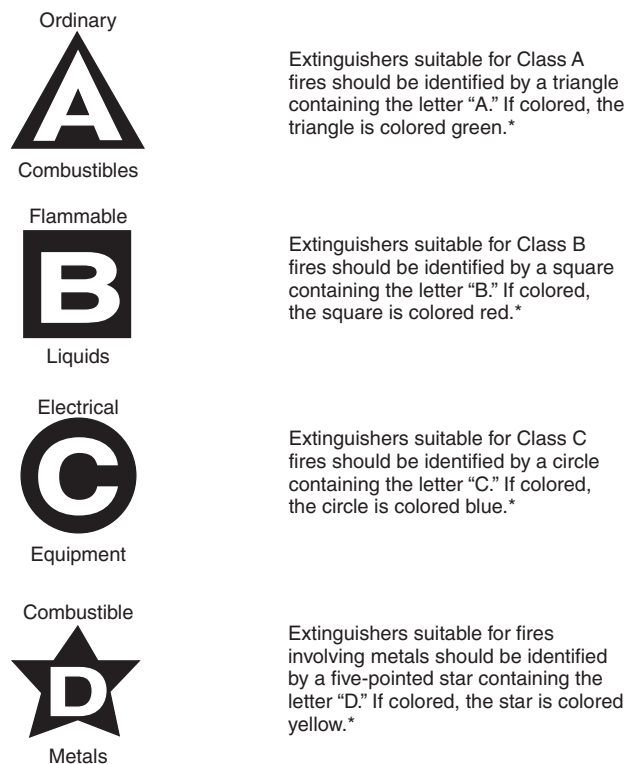 Ordinary
A
Combustibles
Extinguishers suitable for Class A
fires should be identified by a triangle
containing the letter “A.” If colored, the
triangle is colored green.*
Flammable
B
Liquids
Extinguishers suitable for Class B
fires should be identified by a square
containing the letter “B.” If colored,
the square is colored red.*
Electrical
C
Equipment
Extinguishers suitable for Class C
fires should be identified by a circle
containing the letter “C.” If colored,
the circle is colored blue.*
Combustible
D
Metals
Extinguishers suitable for fires
involving metals should be identified
by a five-pointed star containing the
letter “D.” If colored, the star is colored
yellow.*